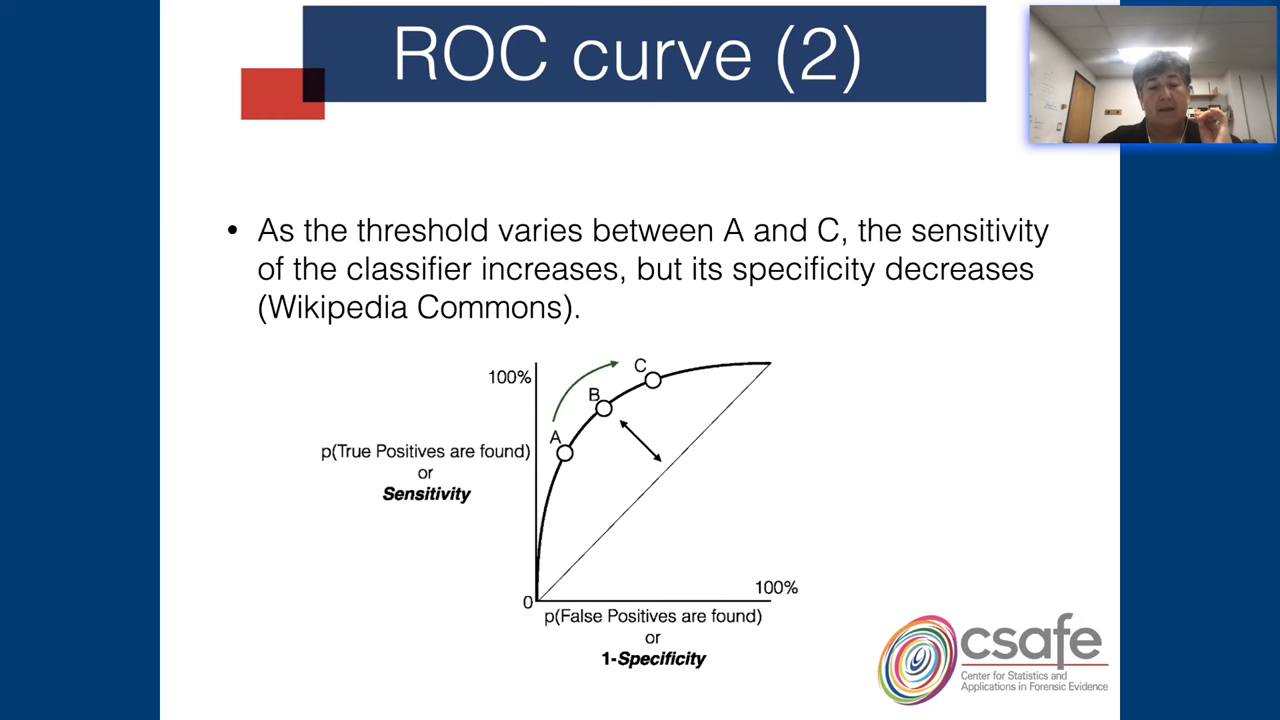 ROC curve (2)
• As the threshold varies between A and C, the sensitivity
of the classifier increases, but its specificity decreases
(Wikipedia Commons).
100%
C
B
A
p(True Positives are found)
or
Sensitivity
0
100%
p(False Positives are found)
or
1-Specificity
csafe
Center for Statistics and
Applications in Forensic Evidence